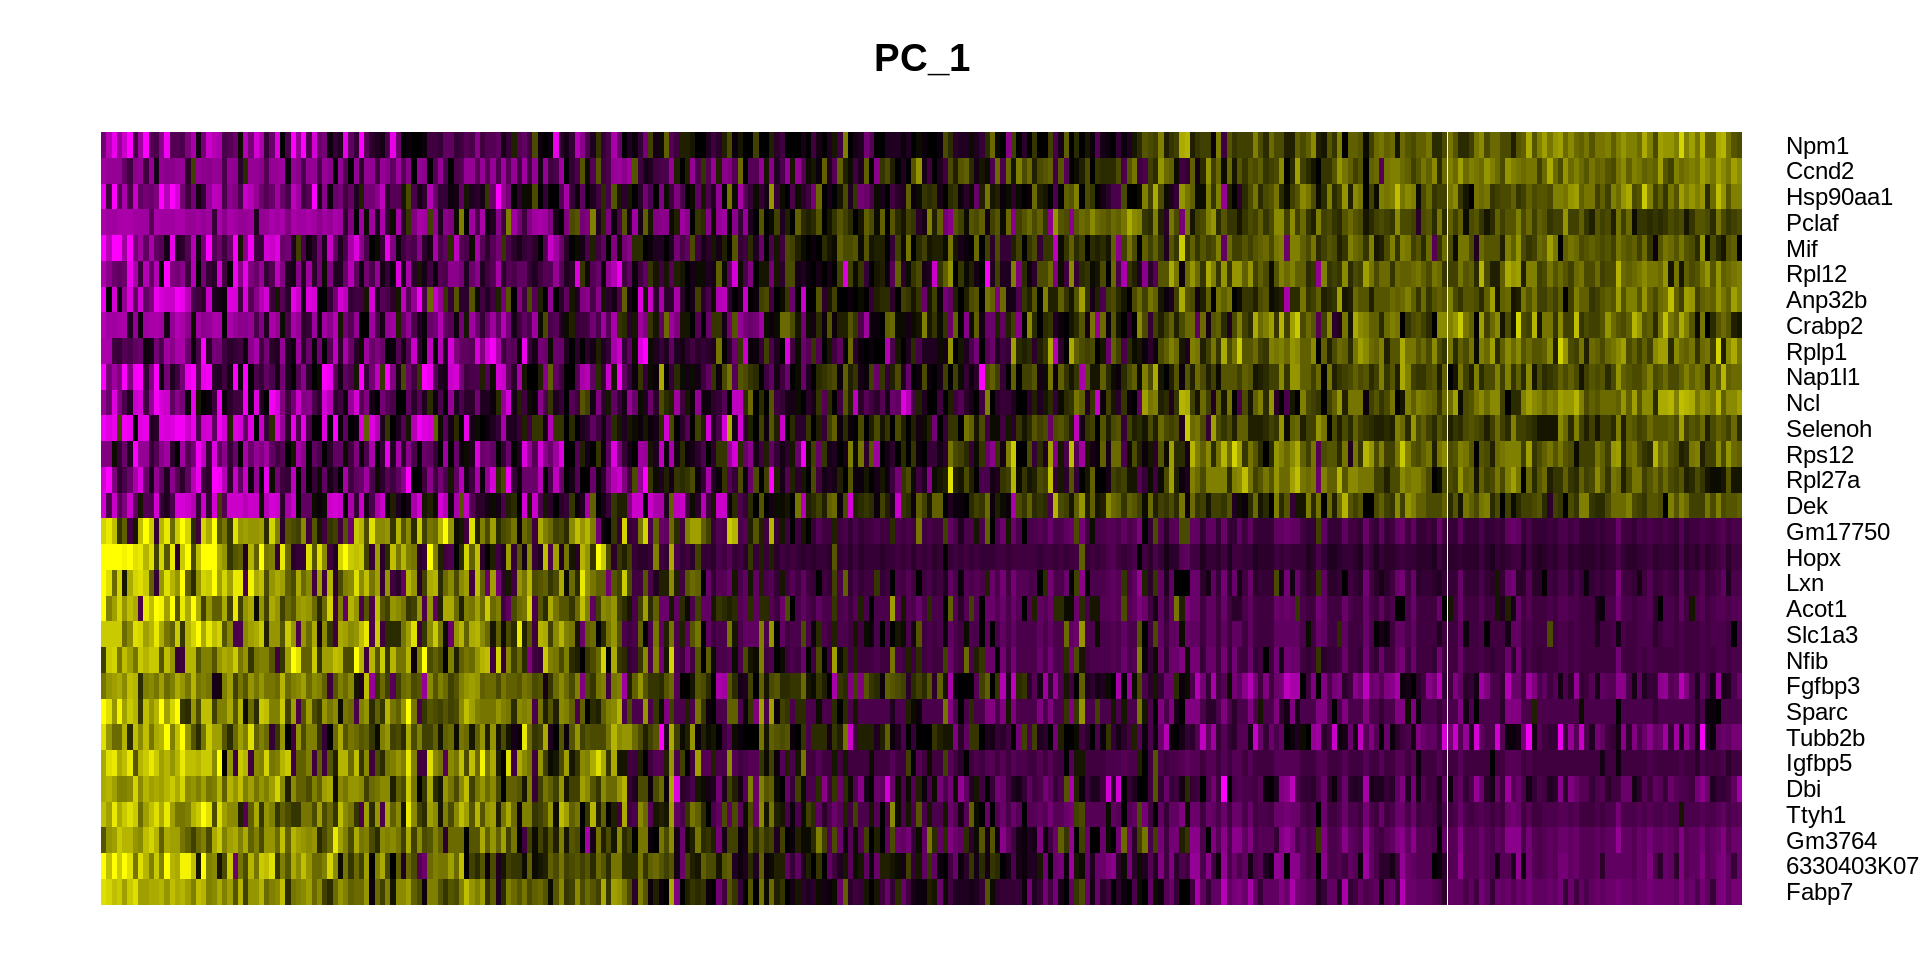 PC_1
Npm1
Ccnd2
Hsp90aa1
Pclaf
Mif
Rpl12
Anp32b
Crabp2
Rplp1
Nap1l1
Ncl
Selenoh
Rps12
Rpl27a
Dek
Gm17750
Hopx
Lxn
Acot1
Slc1a3
Nfib
Fgfbp3
Sparc
Tubb2b
Igfbp5
Dbi
Ttyh1
Gm3764
6330403K07
Fabp7